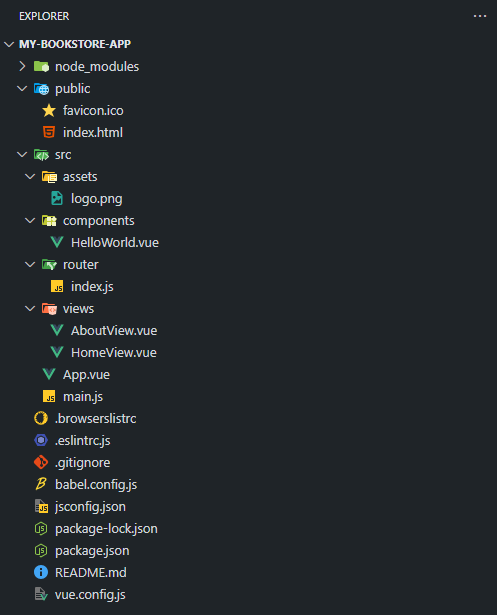 EXPLORER
MY-BOOKSTORE-APP
node_modules
public
favicon.ico
index.html
src
assets
logo.png
components
HelloWorld.vue
router
index.js
views
AboutView.vue
HomeView.vue
App.vue
main.js
.browserslistrc
.eslintrc.js
.gitignore
babel.config.js
jsconfig.json
package-lock.json
package.json
README.md
vue.config.js